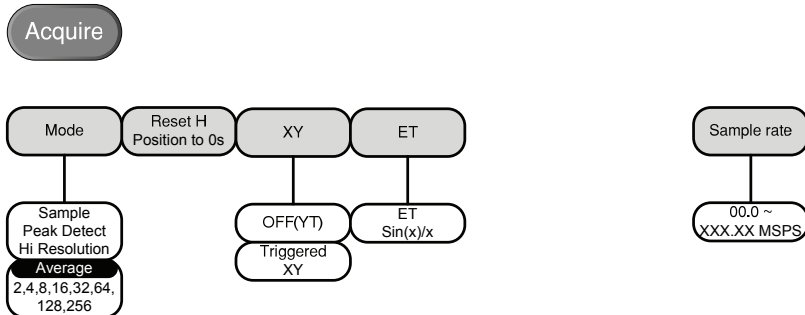 Acquire
Mode
Reset H
Position to 0s
XY
ET
Sample rate
Sample
Peak Detect
Hi Resolution
Average
2,4,8,16,32,64,
128,256
OFF(YT)
Triggered
XY
ET
Sin(x)/x
00.0 ~
XXX.XX MSPS